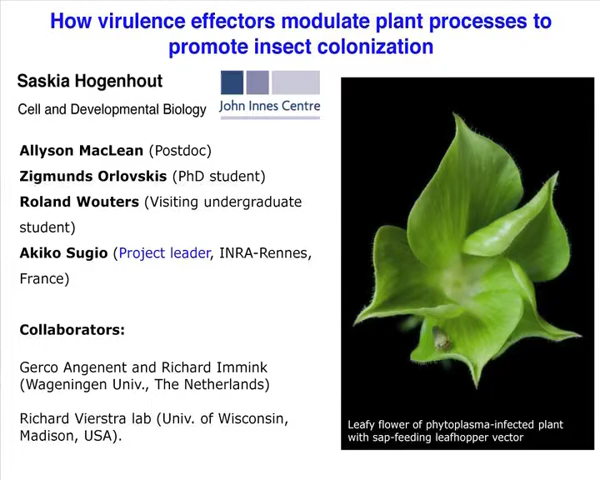 How virulence effectors modulate plant processes to
promote insect colonization
Saskia Hogenhout
Cell and Developmental Biology
John Innes Centre
Allyson MacLean (Postdoc)
Zigmunds Orlovskis (PhD student)
Roland Wouters (Visiting undergraduate
student)
Akiko Sugio (Project leader, INRA-Rennes,
France)
Collaborators:
Gerco Angenent and Richard Immink
(Wageningen Univ., The Netherlands)
Richard Vierstra lab (Univ. of Wisconsin,
Madison, USA).
Leafy flower of phytoplasma-infected plant
with sap-feeding leafhopper vector